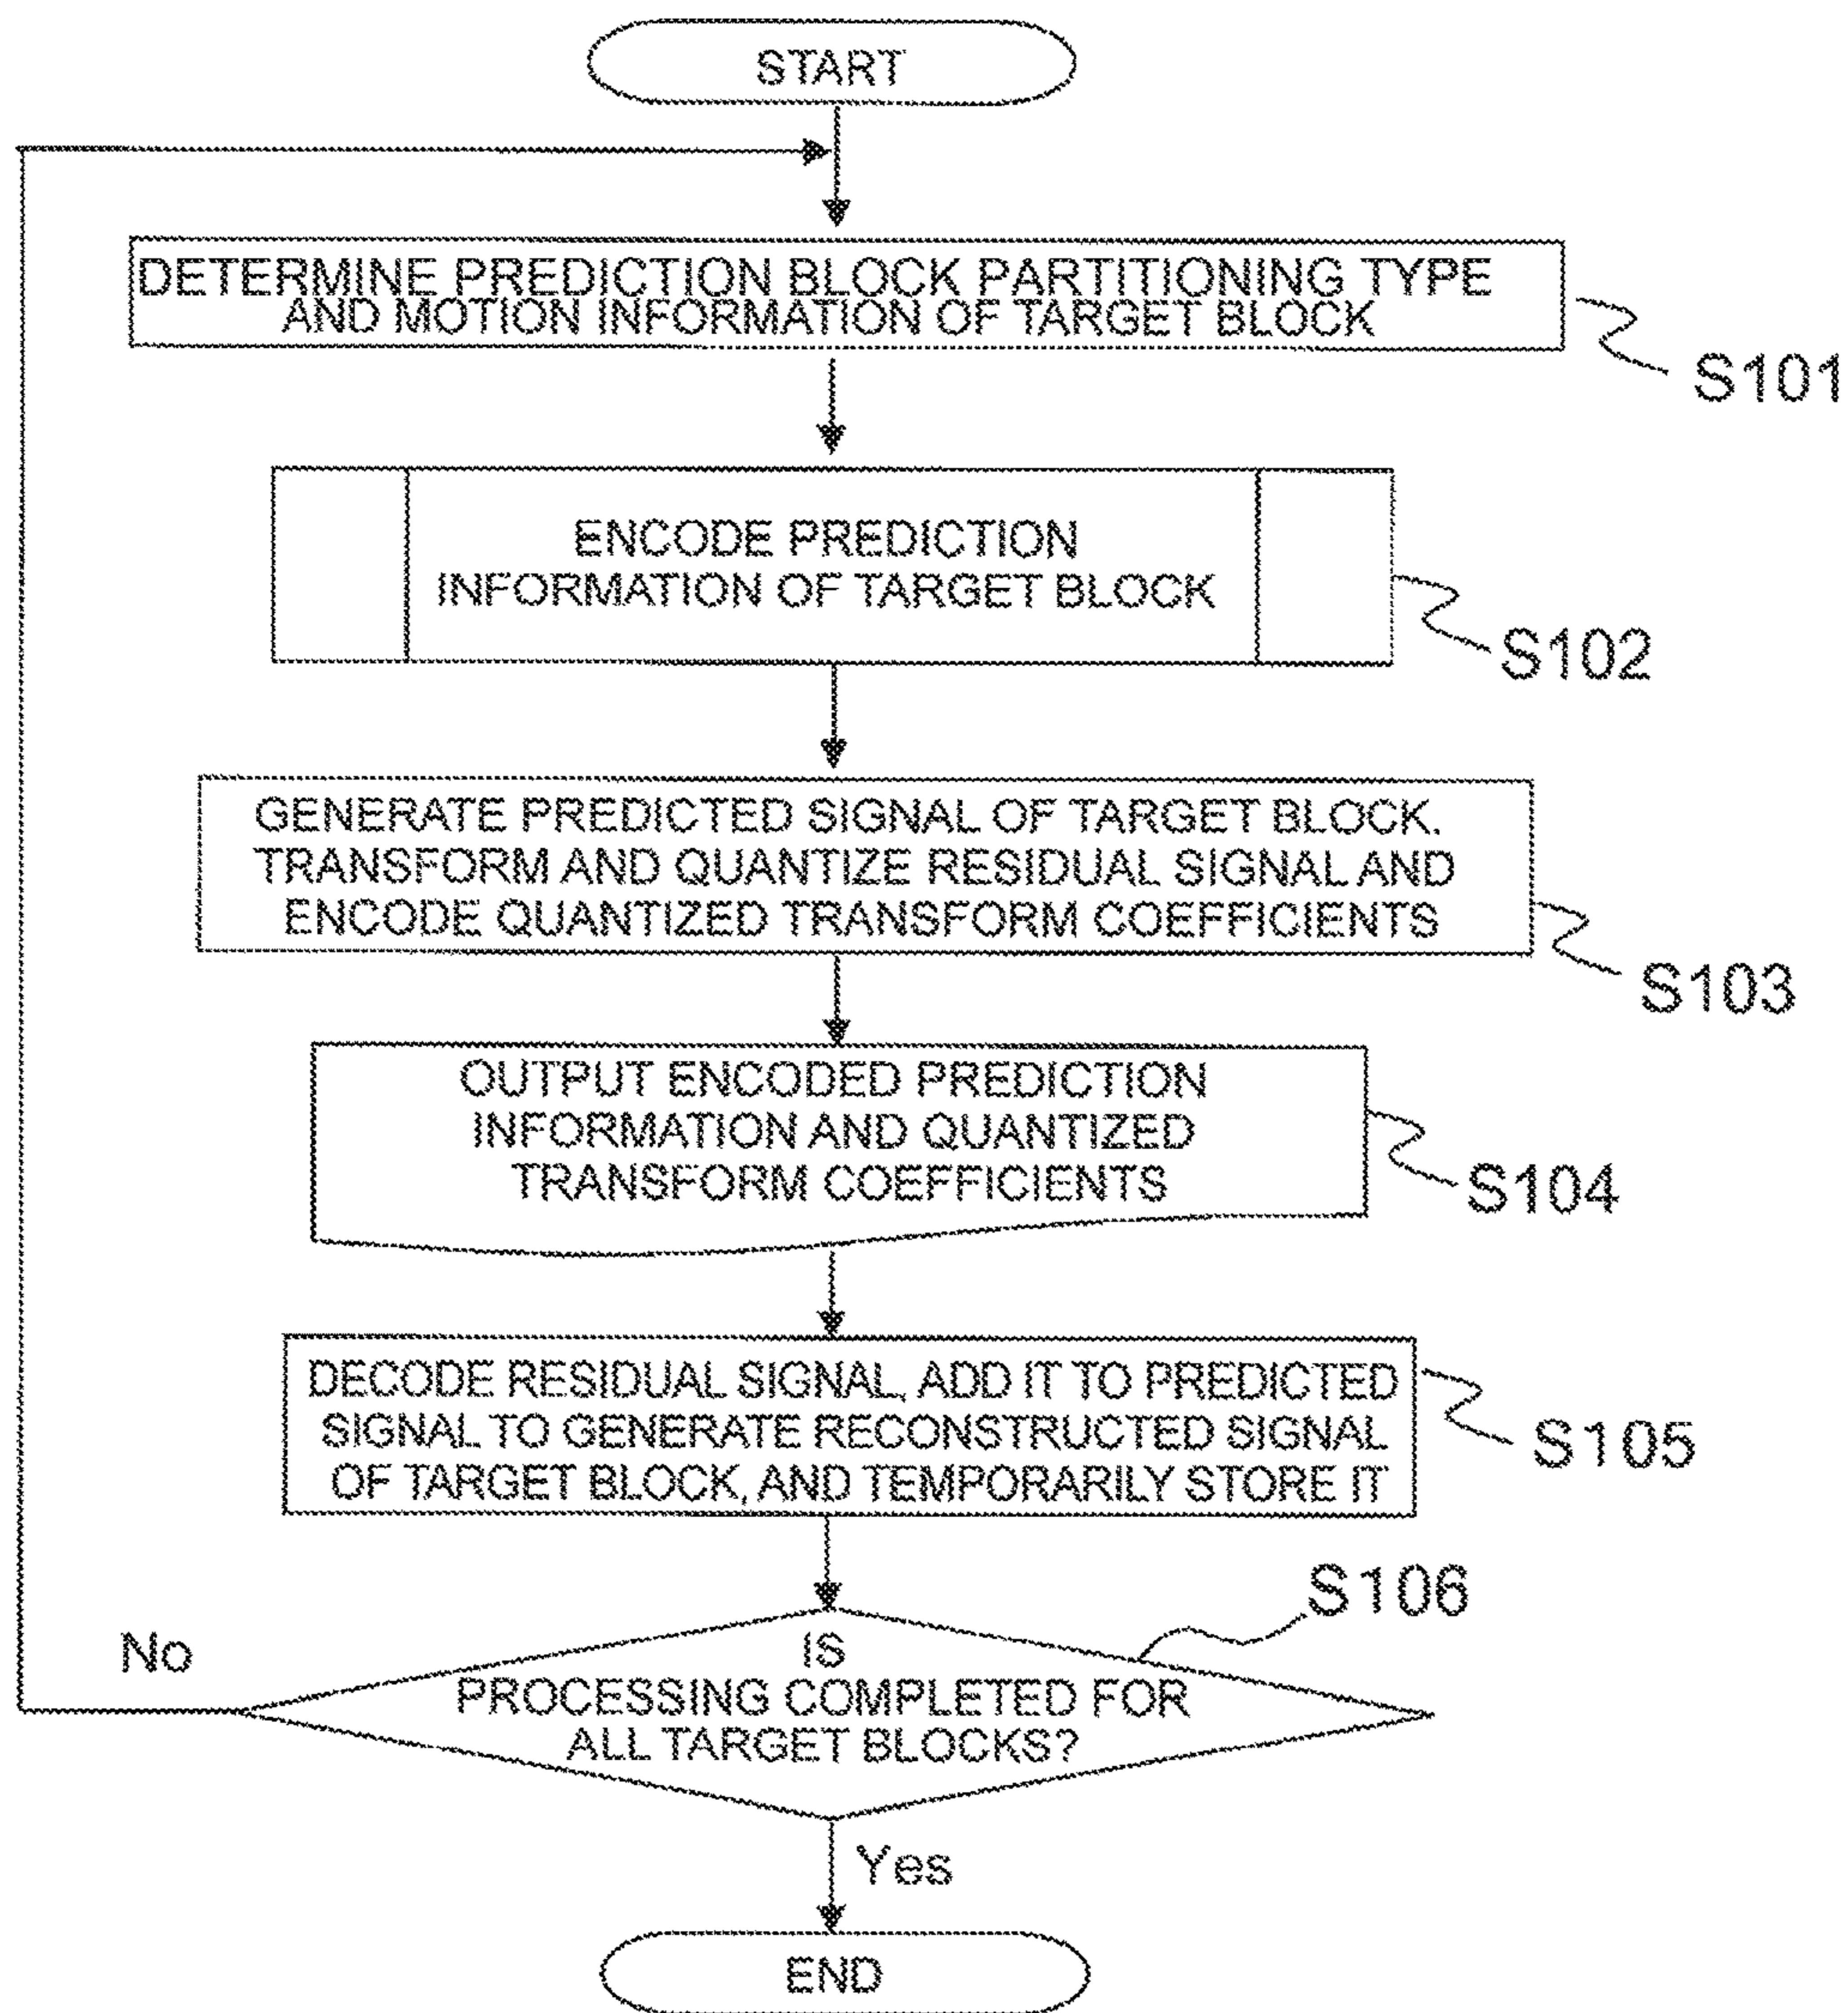 START
DETERMINE PREDICTION BLOCK PARTITIONING TYPE
AND MOTION INFORMATION OF TARGET BLOCK
S101
ENCODE PREDICTION
INFORMATION OF TARGET BLOCK
S102
GENERATE PREDICTED SIGNAL OF TARGET BLOCK.
TRANSFORM AND QUANTIZE RESIDUAL SIGNAL AND
ENCODE QUANTIZED TRANSFORM COEFFICIENTS
S103
OUTPUT ENCODED PREDICTION
INFORMATION AND QUANTIZED
TRANSFORM COEFFICIENTS
S104
DECODE RESIDUAL SIGNAL, ADD IT TO PREDICTED
SIGNAL TO GENERATE RECONSTRUCTED SIGNAL
OF TARGET BLOCK, AND TEMPORARILY STORE IT
S105
S106
No
IS
PROCESSING COMPLETED FOR
ALL TARGET BLOCKS?
Yes
END